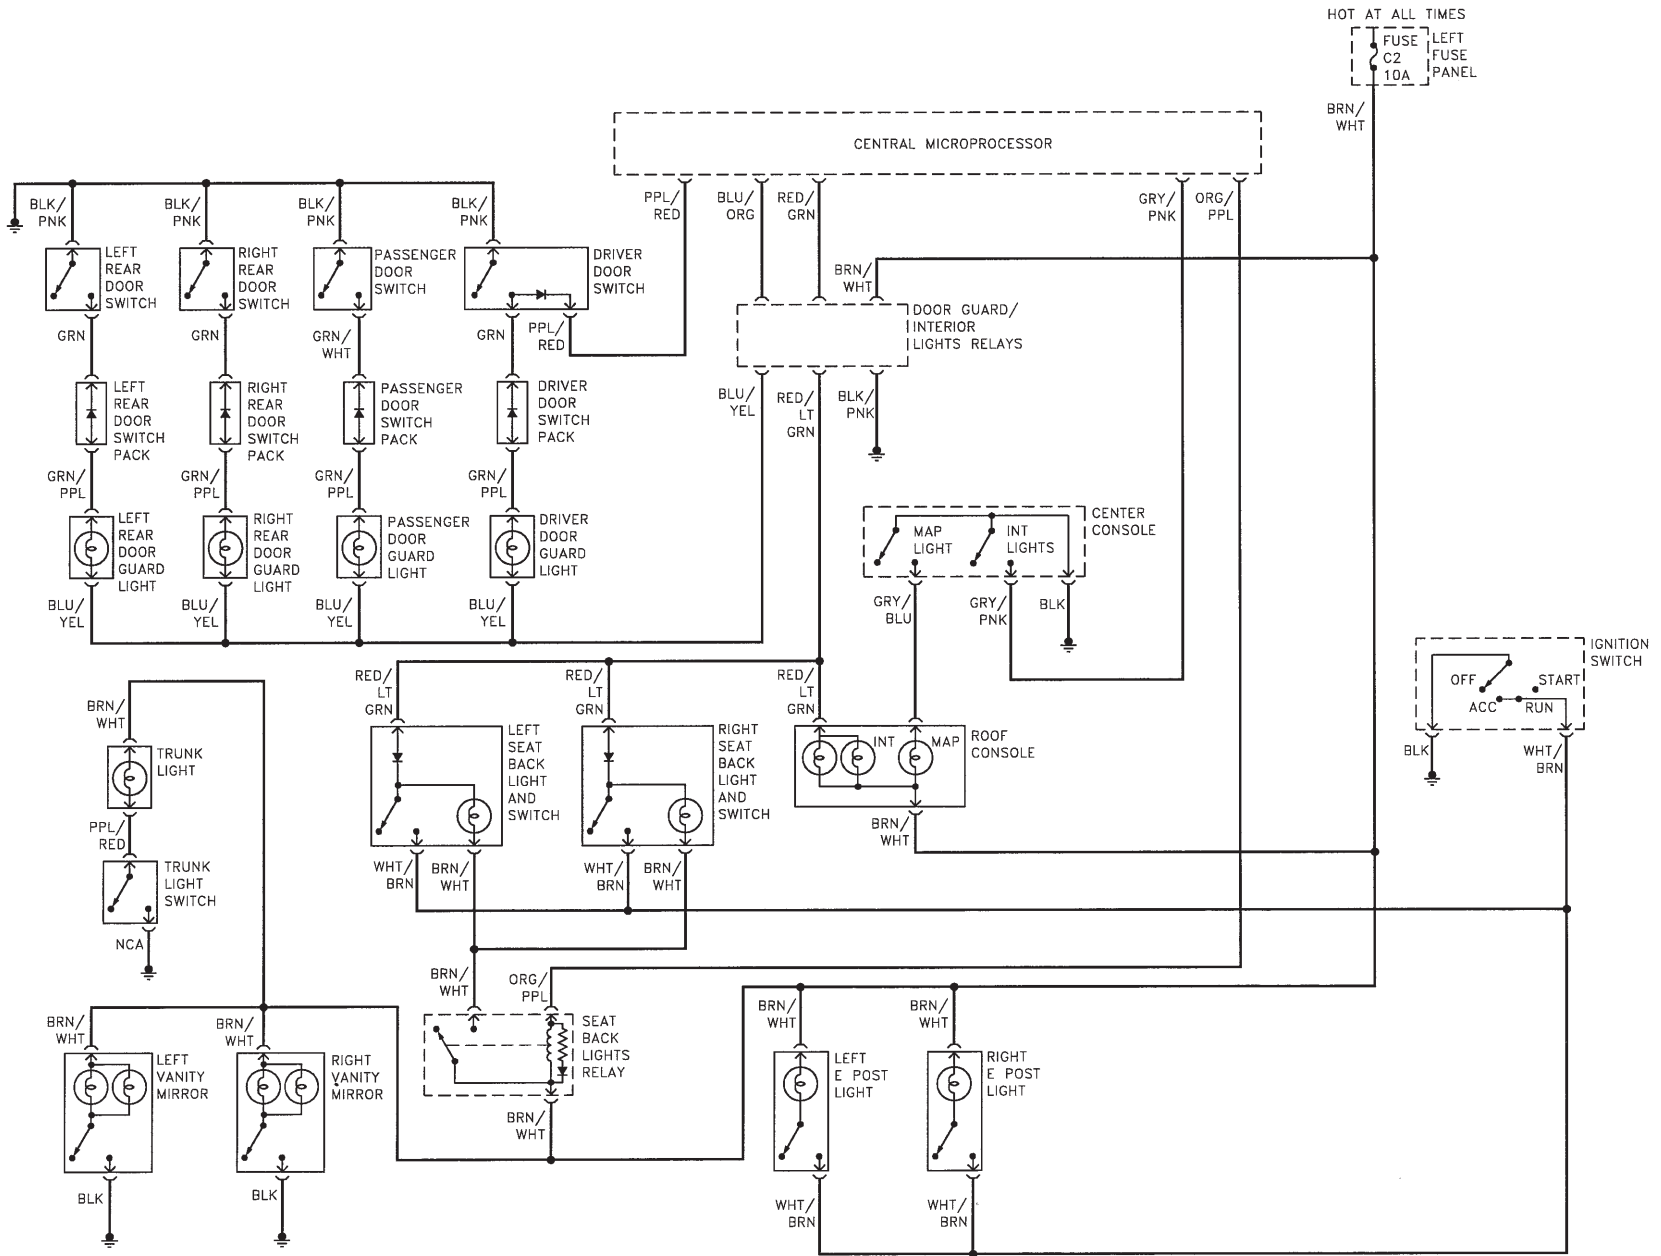 HOT AT ALL TIMES
FUSE
C2
10A
LEFT
FUSE
PANEL
BRN/
WHT
CENTRAL MICROPROCESSOR
PPL/
RED
BLU/
ORG
RED/
GRN
GRY/
PNK
ORG/
PPL
BLK/
PNK
BLK/
PNK
BLK/
PNK
BLK/
PNK
LEFT
REAR
DOOR
SWITCH
RIGHT
REAR
DOOR
SWITCH
PASSENGER
DOOR
SWITCH
DRIVER
DOOR
SWITCH
BRN/
WHT
DOOR GUARD/
INTERIOR
LIGHTS RELAYS
GRN
GRN
GRN/
WHT
GRN
PPL/
RED
LEFT
REAR
DOOR
SWITCH
PACK
RIGHT
REAR
DOOR
SWITCH
PACK
PASSENGER
DOOR
SWITCH
PACK
DRIVER
DOOR
SWITCH
PACK
BLU/
YEL
RED/
LT
GRN
BLK/
PNK
GRN/
PPL
GRN/
PPL
GRN/
PPL
GRN/
PPL
LEFT
REAR
DOOR
GUARD
LIGHT
RIGHT
REAR
DOOR
GUARD
LIGHT
PASSENGER
DOOR
GUARD
LIGHT
DRIVER
DOOR
GUARD
LIGHT
MAP
LIGHT
INT
LIGHTS
CENTER
CONSOLE
BLU/
YEL
BLU/
YEL
BLU/
YEL
BLU/
YEL
GRY/
BLU
GRY/
PNK
BLK
IGNITION
SWITCH
OFF
START
ACC
RUN
BLK
WHT/
BRN
BRN/
WHT
TRUNK
LIGHT
PPL/
RED
TRUNK
LIGHT
SWITCH
NCA
RED/
LT
GRN
RED/
LT
GRN
RED/
LT
GRN
LEFT
SEAT
BACK
LIGHT
AND
SWITCH
RIGHT
SEAT
BACK
LIGHT
AND
SWITCH
INT
MAP
ROOF
CONSOLE
WHT/
BRN
BRN/
WHT
WHT/
BRN
BRN/
WHT
BRN/
WHT
BRN/
WHT
ORG/
PPL
SEAT
BACK
LIGHTS
RELAY
BRN/
WHT
BRN/
WHT
BRN/
WHT
LEFT
VANITY
MIRROR
RIGHT
VANITY
MIRROR
BLK
BLK
BRN/
WHT
BRN/
WHT
LEFT
E POST
LIGHT
RIGHT
E POST
LIGHT
WHT/
BRN
WHT/
BRN